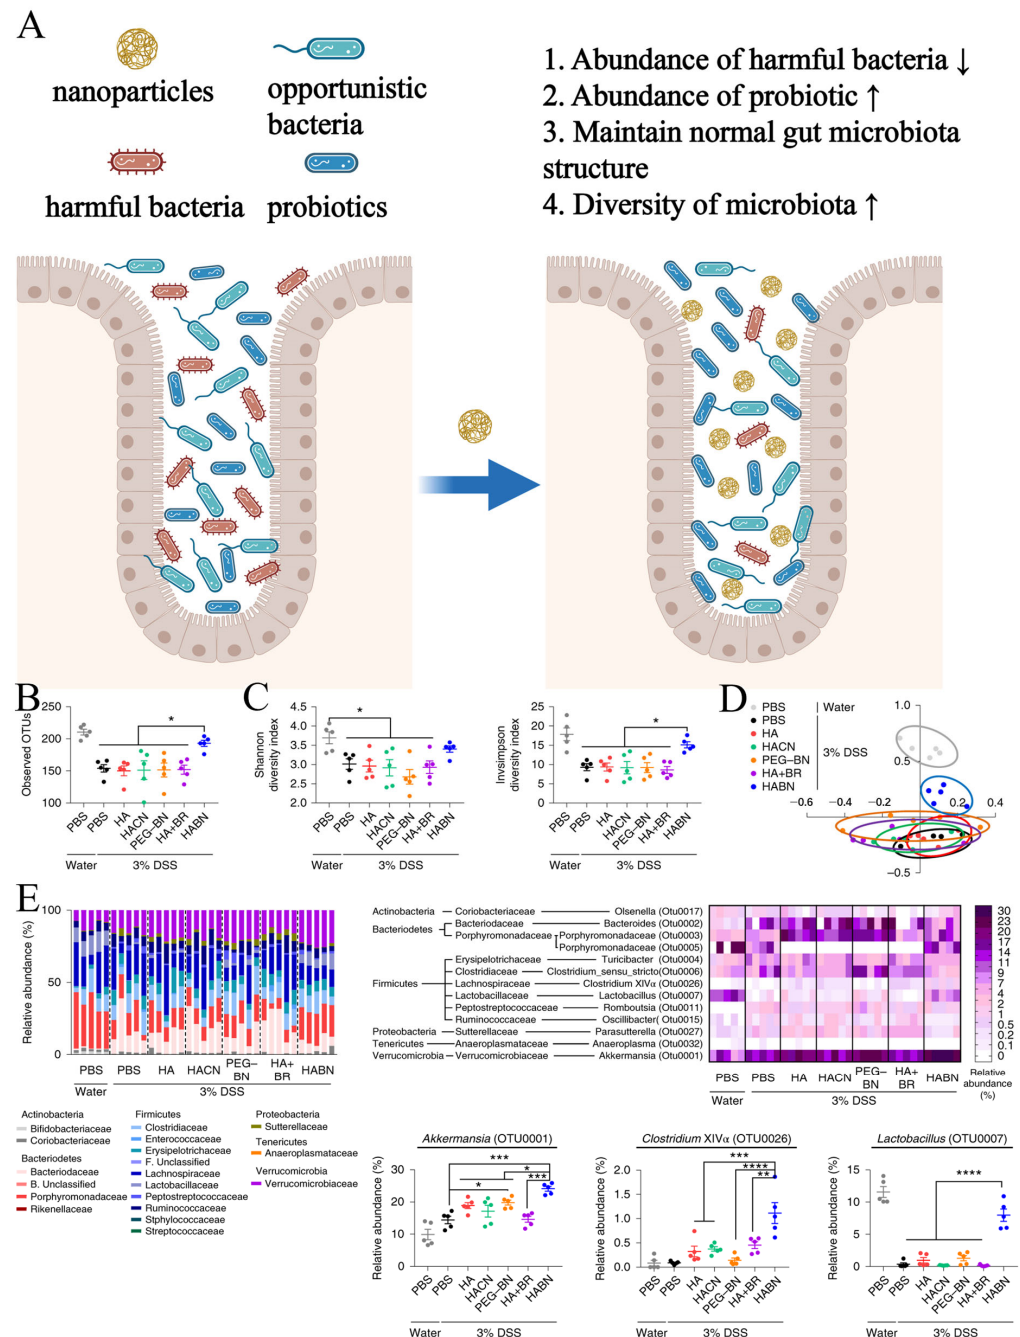 A
nanoparticles
opportunistic
bacteria
harmful bacteria
probiotics
1. Abundance of harmful bacteria ↓
2. Abundance of probiotic ↑
3. Maintain normal gut microbiota
structure
4. Diversity of microbiota ↑
B
Observed OTUs
250
200
150
100
*
PBS
PBS
HA
HACN
PEG–BN
HA+BR
HABN
Water
3% DSS
C
Shannon
diversity index
4.5
4.0
3.5
3.0
2.5
2.0
*
PBS
PBS
HA
HACN
PEG–BN
HA+BR
HABN
Water
3% DSS
Invsimpson
diversity index
25
20
15
10
5
0
*
PBS
PBS
HA
HACN
PEG–BN
HA+BR
HABN
Water
3% DSS
D
PBS
Water
PBS
HA
HACN
PEG–BN
HA+BR
HABN
3% DSS
1.0
0.5
−0.5
−0.6
−0.4
−0.2
0.2
0.4
E
Relative abundance (%)
100
50
0
PBS
PBS
HA
HACN
PEG–
BN
HA+
BR
HABN
Water
3% DSS
Actinobacteria
Bifidobacteriaceae
Coriobacteriaceae
Bacteriodetes
Bacteriodaceae
B. Unclassified
Porphyromonadaceae
Rikenellaceae
Firmicutes
Clostridiaceae
Enterococcaceae
Erysipelotrichaceae
F. Unclassified
Lachnospiraceae
Lactobacillaceae
Peptostreptococcaceae
Ruminococcaceae
Stphylococcaceae
Streptococcaceae
Proteobacteria
Sutterellaceae
Tenericutes
Anaeroplasmataceae
Verrucomicrobia
Verrucomicrobiaceae
Actinobacteria Coriobacteriaceae Olsenella (Otu0017)
Bacteriodetes Bacteriodaceae Bacteroides (Otu0002)
Porphyromonadaceae Porphyromonadaceae (Otu0003)
Porphyromonadaceae (Otu0005)
Erysipelotrichaceae Turicibacter (Otu0004)
Clostridiaceae Clostridium_sensu_stricto(Otu0006)
Firmicutes Lachnospiraceae Clostridium XIVα (Otu0026)
Lactobacillaceae Lactobacillus (Otu0007)
Peptostreptococcaceae Romboutsia (Otu0011)
Ruminococcaceae Oscillibacter( Otu0015)
Proteobacteria Sutterellaceae Parasutterella (Otu0027)
Tenericutes Anaeroplasmataceae Anaeroplasma (Otu0032)
Verrucomicrobia Verrucomicrobiaceae Akkermansia (Otu0001)
PBS
PBS
HA
HACN
PEG–
BN
HA+
BR
HABN
Water
3% DSS
30
23
20
17
14
11
9
7
5
4
3
2
1
0.2
0.1
0
Relative
abundance
(%)
Akkermansia (OTU0001)
Relative abundance (%)
30
20
10
0
***
*
***
*
PBS
PBS
HA
HACN
PEG–BN
HA+BR
HABN
Water
3% DSS
Clostridium XIVα (OTU0026)
Relative abundance (%)
2.0
1.5
1.0
0.5
0.0
***
****
**
PBS
PBS
HA
HACN
PEG–BN
HA+BR
HABN
Water
3% DSS
Lactobacillus (OTU0007)
Relative abundance (%)
15
10
5
0
****
PBS
PBS
HA
HACN
PEG–BN
HA+BR
HABN
Water
3% DSS